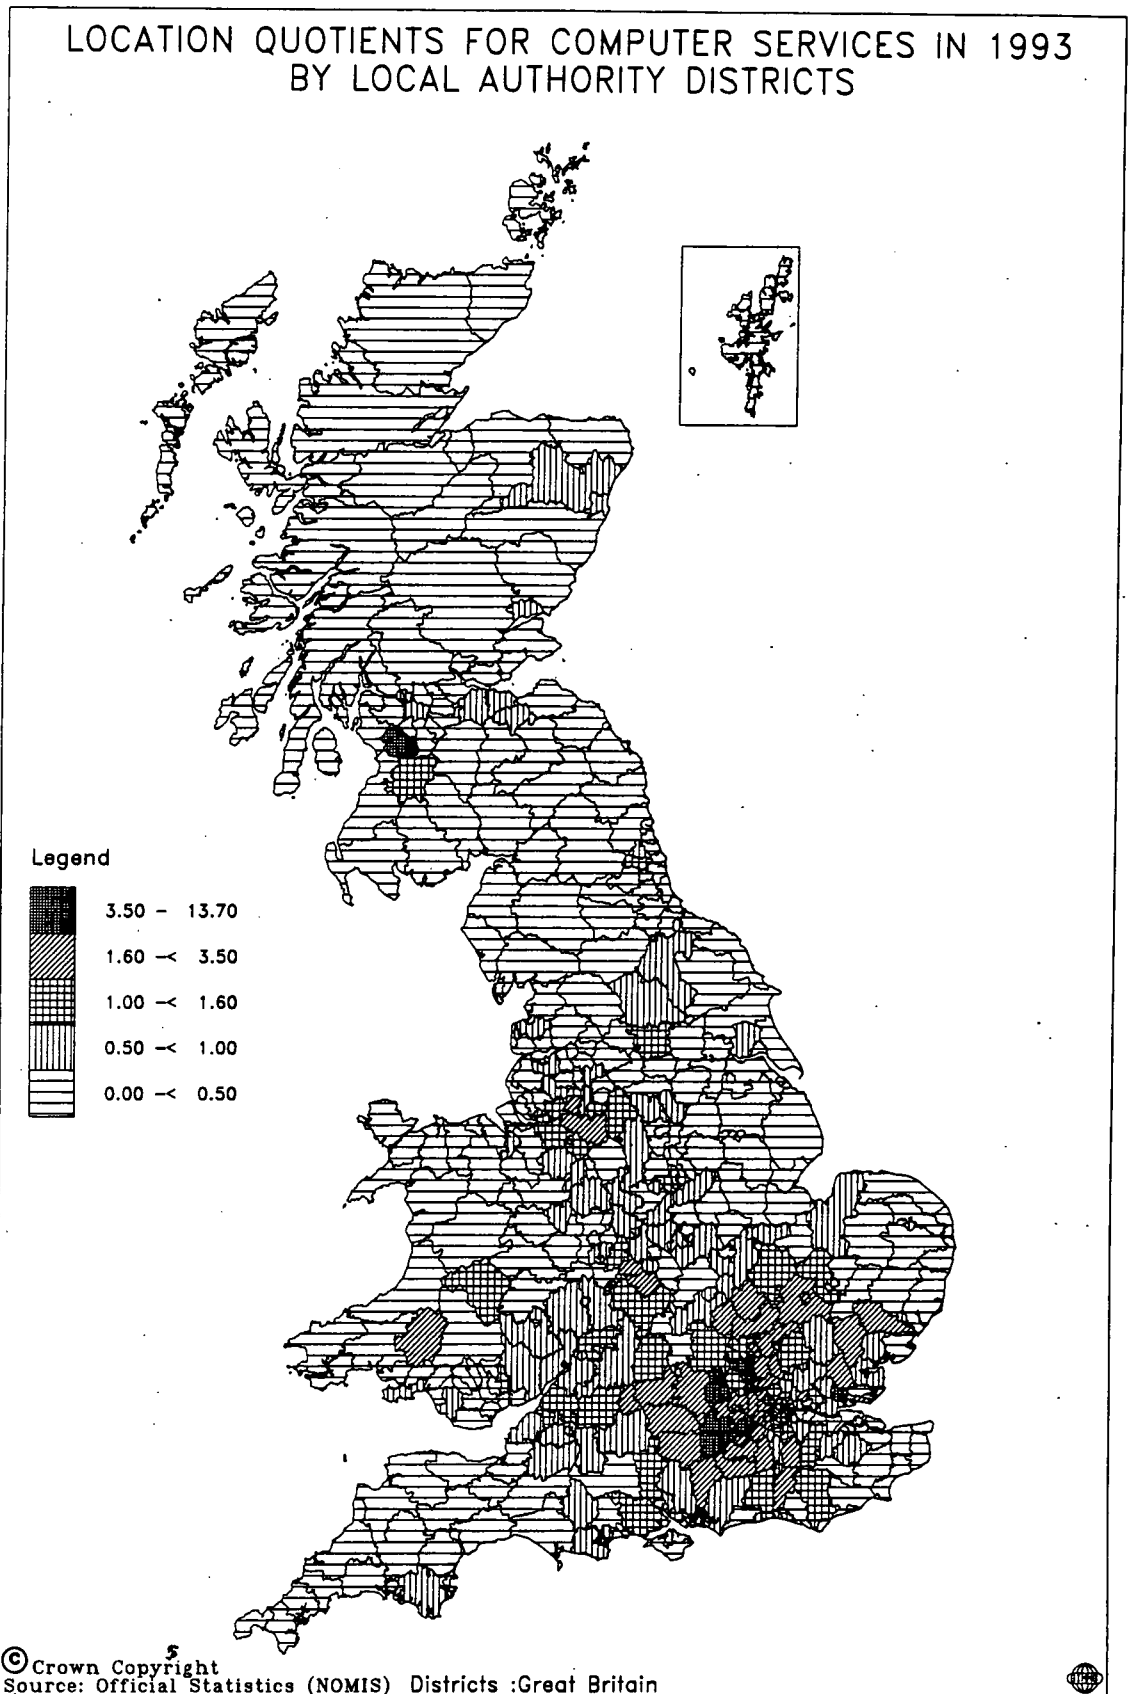 LOCATION QUOTIENTS FOR COMPUTER SERVICES IN 1993
BY LOCAL AUTHORITY DISTRICTS
Legend
3.50 - 13.70
1.60 -< 3.50
1.00 -< 1.60
0.50 -< 1.00
0.00 -< 0.50
5
© Crown Copyright
Source: Official Statistics (NOMIS) Districts :Great Britain